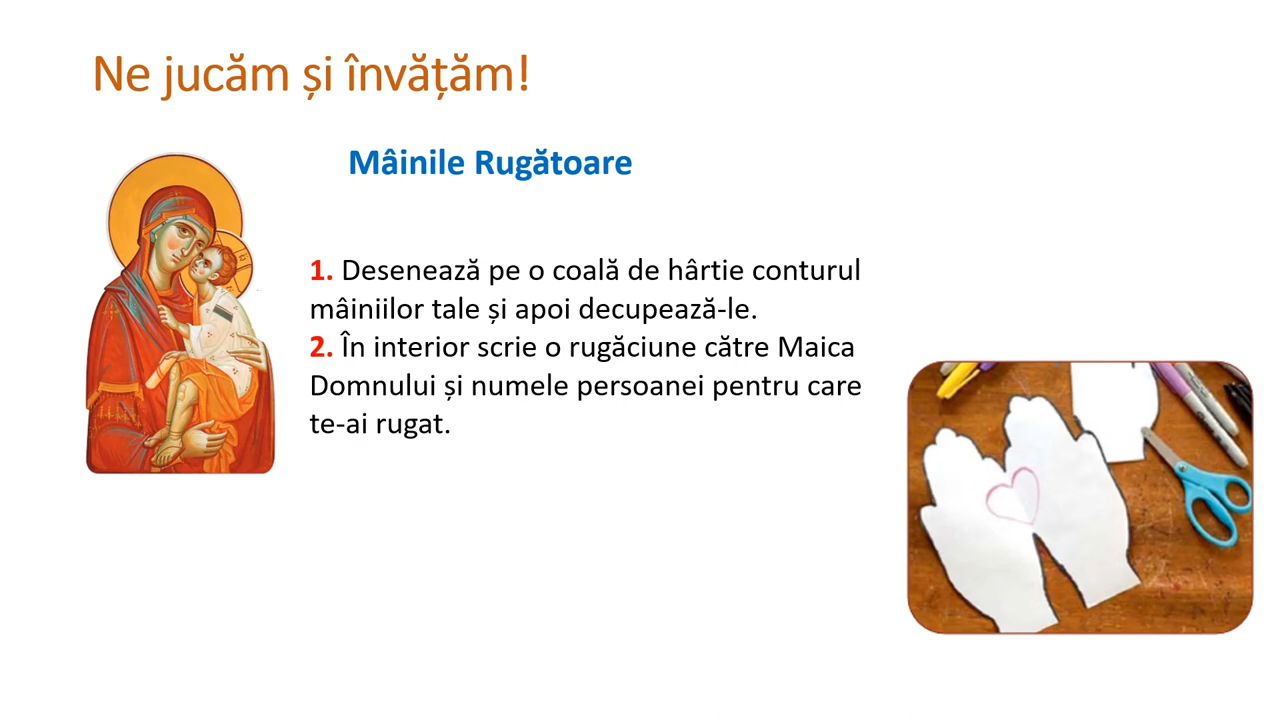 Ne jucăm și învățăm!
Mâinile Rugătoare
1. Desenează pe o coală de hârtie conturul
mâiniilor tale și apoi decupează-le.
2. În interior scrie o rugăciune către Maica
Domnului și numele persoanei pentru care
te-ai rugat.